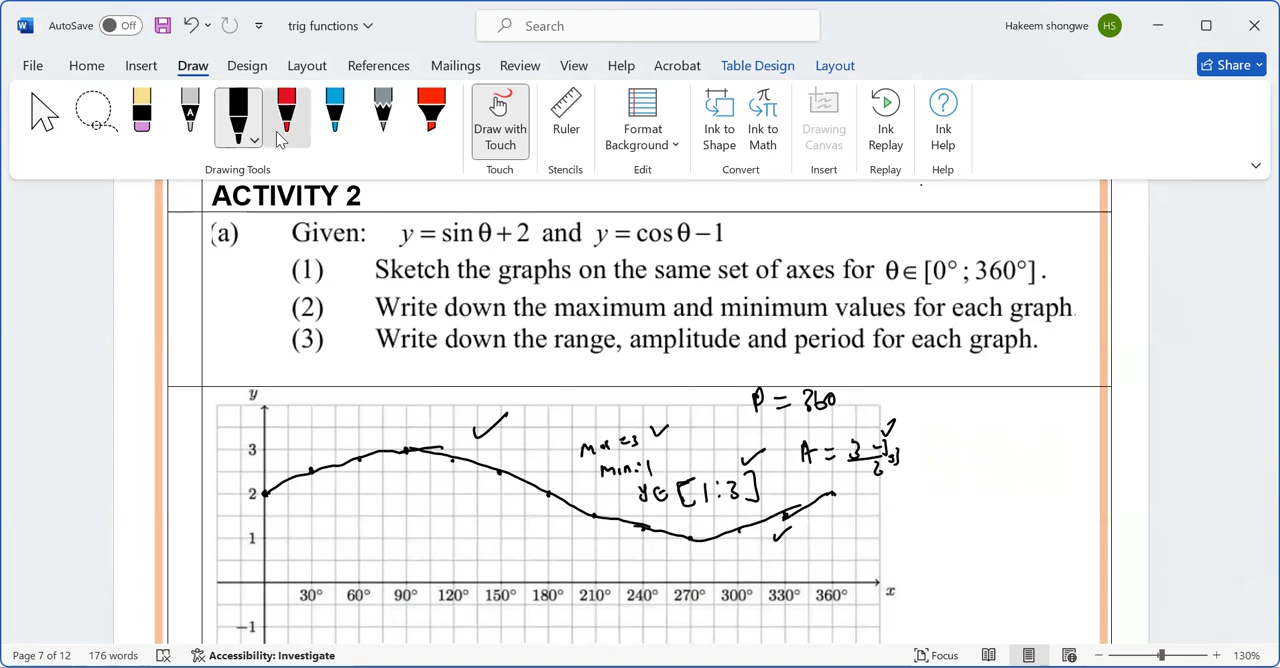 AutoSave Off trig functions Search Hakeem shongwe HS
File Home Insert Draw Design Layout References Mailings Review View Help Acrobat Table Design Layout Share
A
Draw with Touch Ruler Format Background Ink to Shape Ink to Math Drawing Canvas Ink Replay Ink Help
Drawing Tools Touch Stencils Edit Convert Insert Replay Help
ACTIVITY 2
(a) Given: y = sin θ + 2 and y = cos θ − 1
(1) Sketch the graphs on the same set of axes for θ ∈ [0° ; 360°].
(2) Write down the maximum and minimum values for each graph.
(3) Write down the range, amplitude and period for each graph.
y
P = 360
3
max = 3
A =
min: 1
2
y ∈ [1 : 3]
1
30° 60° 90° 120° 150° 180° 210° 240° 270° 300° 330° 360° x
−1
Page 7 of 12 176 words Accessibility: Investigate Focus 130%